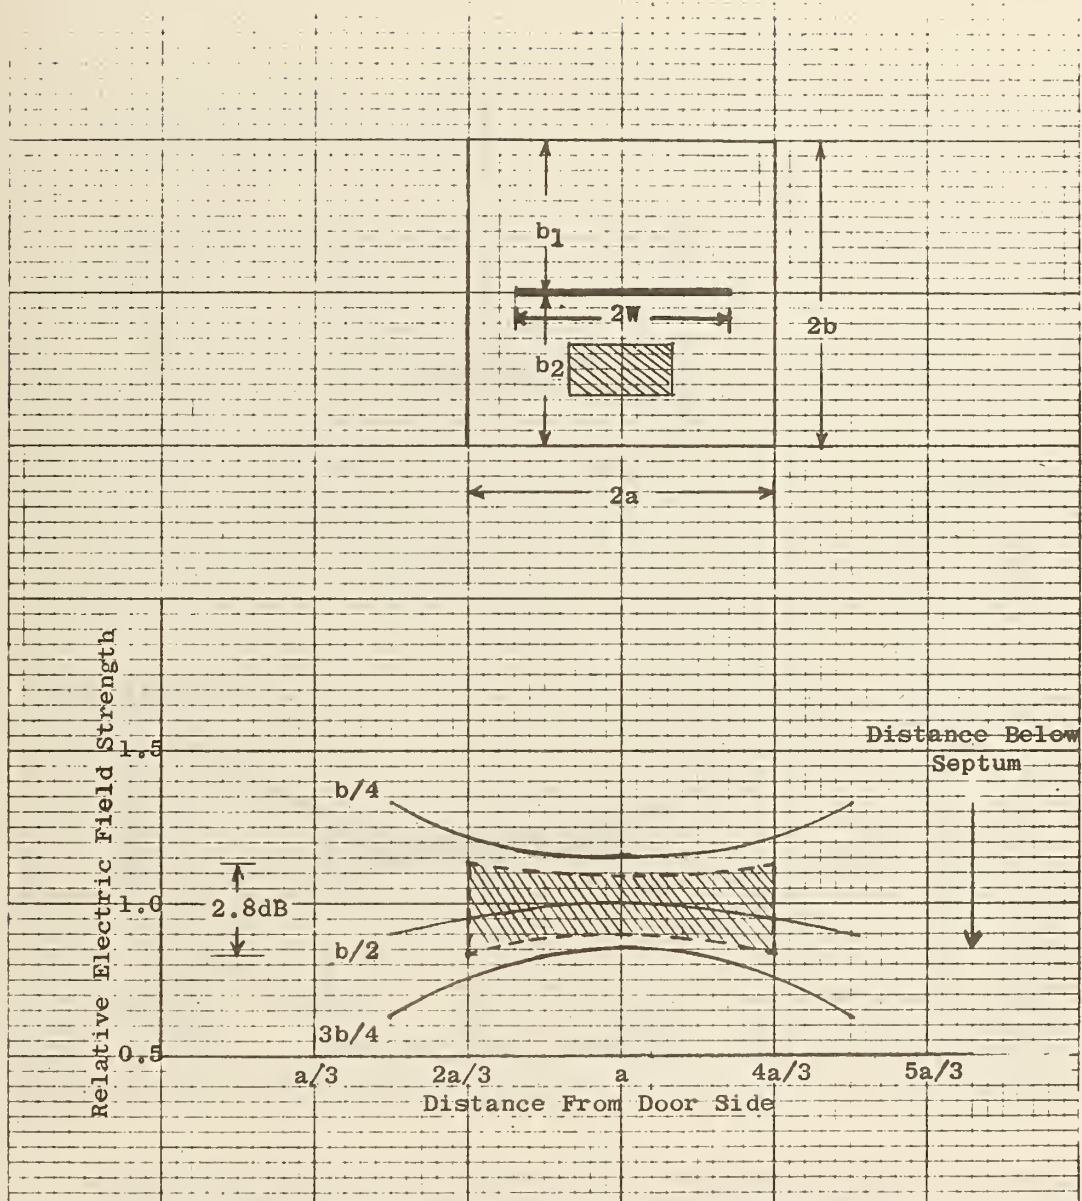 b1
2W
2b
b2
2a
Relative Electric Field Strength
1.5
Distance Below
Septum
b/4
1.0
2.8dB
b/2
3b/4
0.5
a/3
2a/3
a
4a/3
5a/3
Distance From Door Side